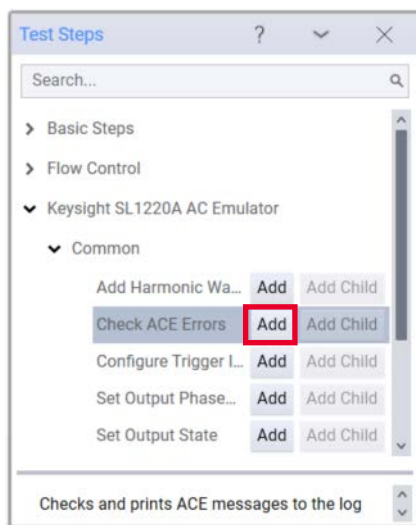 Test Steps ?
Search...
Basic Steps
Flow Control
Keysight SL1220A AC Emulator
Common
Add Harmonic Wa... Add Add Child
Check ACE Errors Add Add Child
Configure Trigger I... Add Add Child
Set Output Phase... Add Add Child
Set Output State Add Add Child
Checks and prints ACE messages to the log